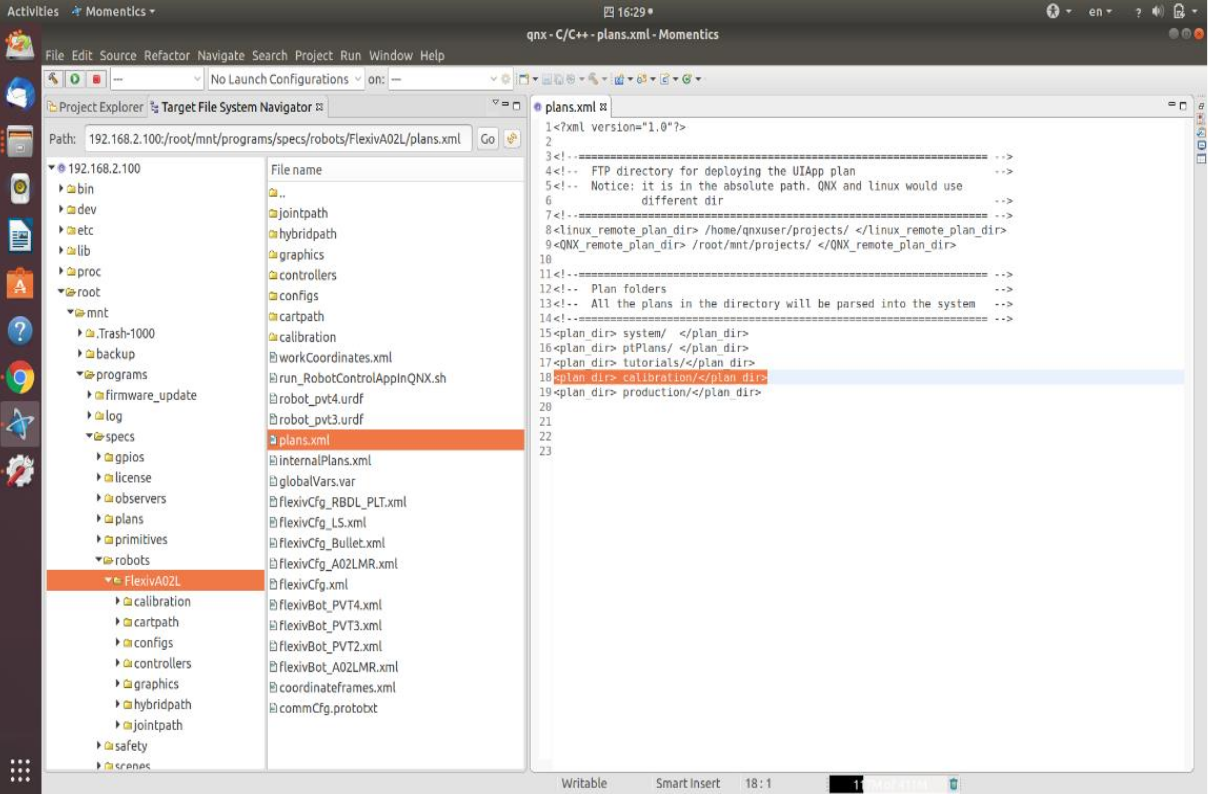 Activities Momentics
16:29
en
?
qnx - C/C++ - plans.xml - Momentics
File Edit Source Refactor Navigate Search Project Run Window Help
---
No Launch Configurations
on: ---
Project Explorer
Target File System Navigator
Path: 192.168.2.100:/root/mnt/programs/specs/robots/FlexivA02L/plans.xml
Go
192.168.2.100
bin
dev
etc
lib
proc
root
mnt
.Trash-1000
backup
programs
firmware_update
log
specs
gpios
license
observers
plans
primitives
robots
FlexivA02L
calibration
cartpath
configs
controllers
graphics
hybridpath
jointpath
safety
scenes
File name
..
jointpath
hybridpath
graphics
controllers
configs
cartpath
calibration
workCoordinates.xml
run_RobotControlAppInQNX.sh
robot_pvt4.urdf
robot_pvt3.urdf
plans.xml
internalPlans.xml
globalVars.var
flexivCfg_RBDL_PLT.xml
flexivCfg_LS.xml
flexivCfg_Bullet.xml
flexivCfg_A02LMR.xml
flexivCfg.xml
flexivBot_PVT4.xml
flexivBot_PVT3.xml
flexivBot_PVT2.xml
flexivBot_A02LMR.xml
coordinateframes.xml
commCfg.prototxt
plans.xml
1 <?xml version="1.0"?>
2
3 <!--================================================================ -->
4 <!-- FTP directory for deploying the UIApp plan -->
5 <!-- Notice: it is in the absolute path. QNX and linux would use
6 different dir -->
7 <!--================================================================ -->
8 <linux_remote_plan_dir> /home/qnxuser/projects/ </linux_remote_plan_dir>
9 <QNX_remote_plan_dir> /root/mnt/projects/ </QNX_remote_plan_dir>
10
11 <!--================================================================ -->
12 <!-- Plan folders -->
13 <!-- All the plans in the directory will be parsed into the system -->
14 <!--================================================================ -->
15 <plan_dir> system/ </plan_dir>
16 <plan_dir> ptPlans/ </plan_dir>
17 <plan_dir> tutorials/</plan_dir>
18 <plan_dir> calibration/</plan_dir>
19 <plan_dir> production/</plan_dir>
20
21
22
23
Writable
Smart Insert
18 : 1